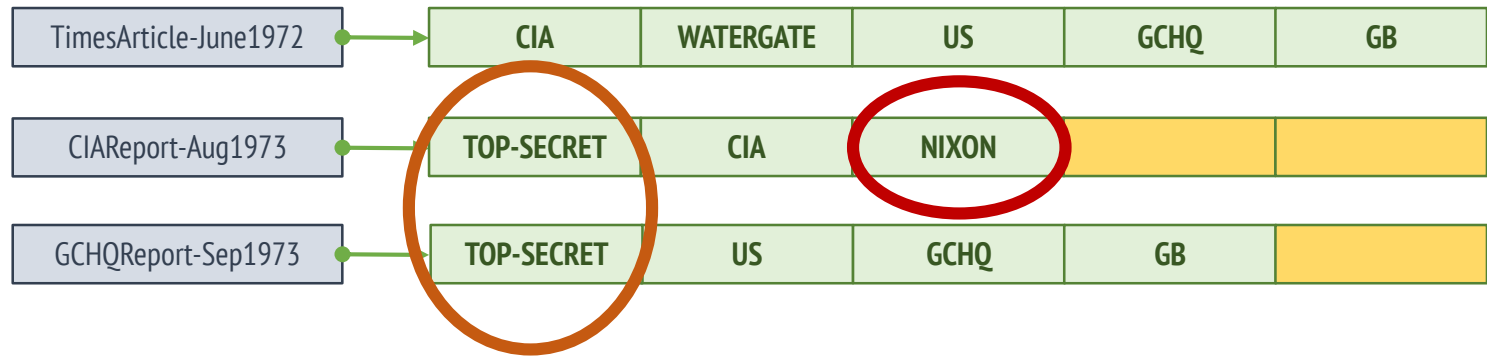 TimesArticle-June1972 CIA WATERGATE US GCHQ GB
CIAReport-Aug1973 TOP-SECRET CIA NIXON
GCHQReport-Sep1973 TOP-SECRET US GCHQ GB